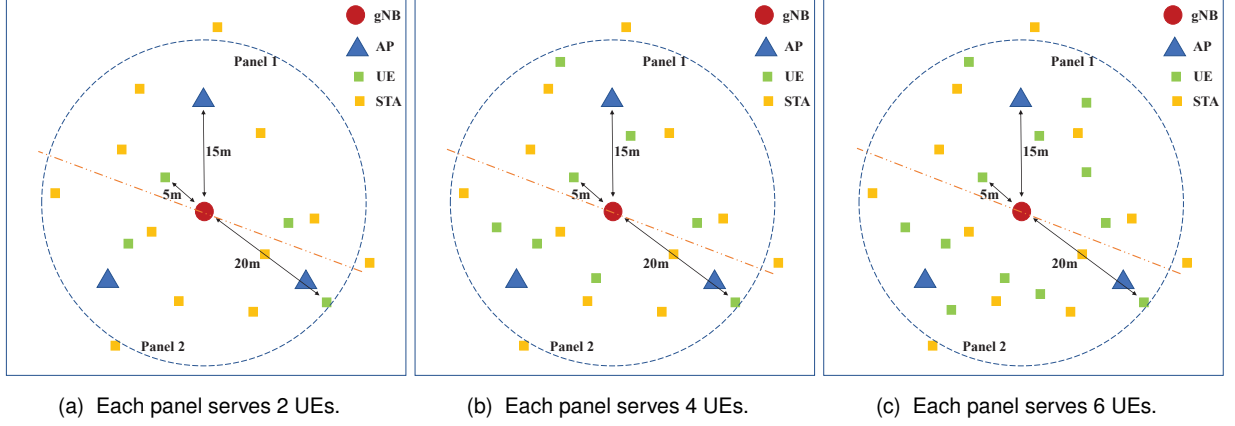 gNB
AP
UE
STA
Panel 1
15m
5m
20m
Panel 2
(a) Each panel serves 2 UEs.
gNB
AP
UE
STA
Panel 1
15m
5m
20m
Panel 2
(b) Each panel serves 4 UEs.
gNB
AP
UE
STA
Panel 1
15m
5m
20m
Panel 2
(c) Each panel serves 6 UEs.